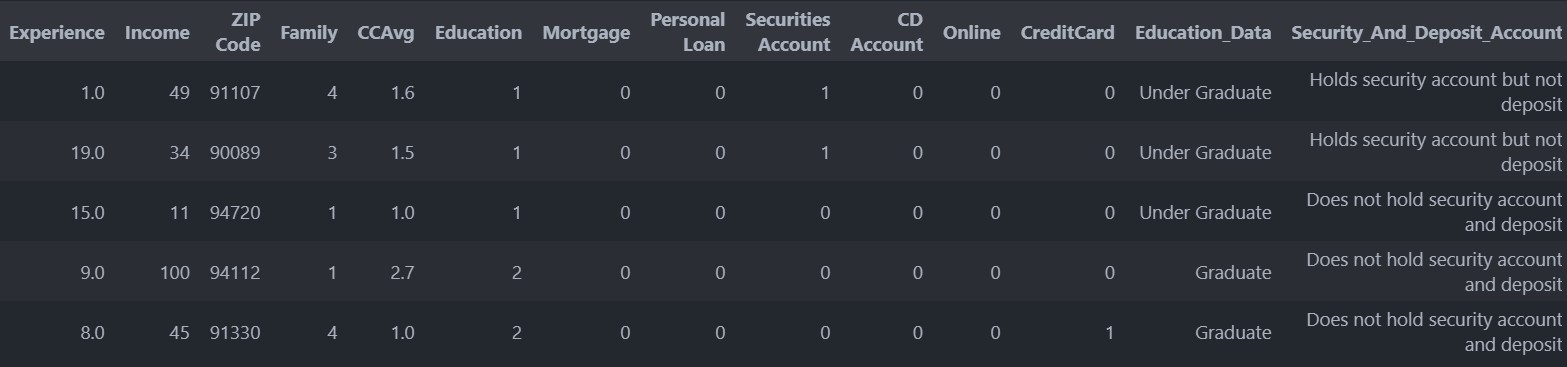 Experience Income ZIP Code Family CCAvg Education Mortgage Personal Loan Securities Account CD Account Online CreditCard Education_Data Security_And_Deposit_Account
1.0 49 91107 4 1.6 1 0 0 1 0 0 0 Under Graduate Holds security account but not deposit
19.0 34 90089 3 1.5 1 0 0 1 0 0 0 Under Graduate Holds security account but not deposit
15.0 11 94720 1 1.0 1 0 0 0 0 0 0 Under Graduate Does not hold security account and deposit
9.0 100 94112 1 2.7 2 0 0 0 0 0 0 Graduate Does not hold security account and deposit
8.0 45 91330 4 1.0 2 0 0 0 0 0 1 Graduate Does not hold security account and deposit